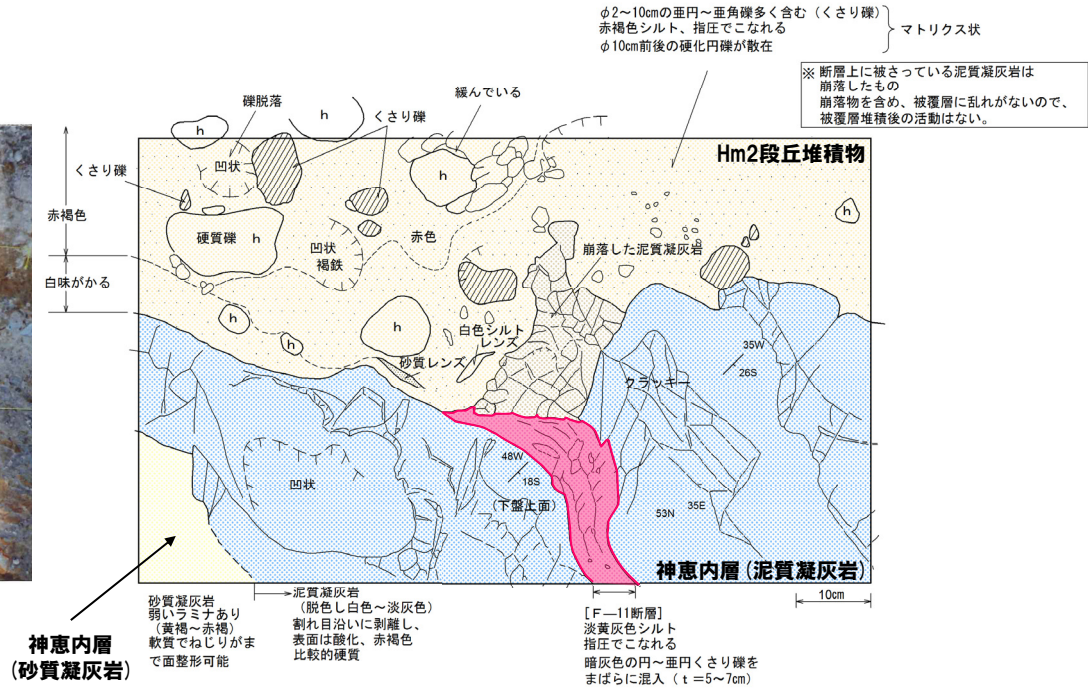 φ2～10cmの亜円～亜角礫多く含む（くさり礫）
赤褐色シルト、指圧でこなれる
φ10cm前後の硬化円礫が散在
マトリクス状
※ 断層上に被さっている泥質凝灰岩は
崩落したもの
崩落物を含め、被覆層に乱れがないので、
被覆層堆積後の活動はない。
礫脱落
h
h
くさり礫
緩んでいる
Hm2段丘堆積物
凹状
くさり礫
h
赤褐色
硬質礫 h
凹状
褐鉄
赤色
h
崩落した泥質凝灰岩
白味がかる
h
h
h
白色シルト
レンズ
砂質レンズ
35W
26S
クラッキー
48W
18S
(下盤上面)
凹状
53N
35E
神恵内層(泥質凝灰岩)
10cm
砂質凝灰岩
弱いラミナあり
(黄褐～赤褐)
軟質でねじりがま
で面整形可能
泥質凝灰岩
(脱色し白色～淡灰色)
割れ目沿いに剥離し、
表面は酸化、赤褐色
比較的硬質
[F―11断層]
淡黄灰色シルト
指圧でこなれる
暗灰色の円～亜円くさり礫を
まばらに混入（t＝5～7cm）
神恵内層
(砂質凝灰岩)